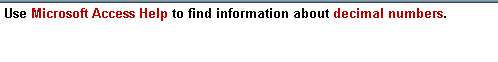 Use Microsoft Access Help to find information about decimal numbers.